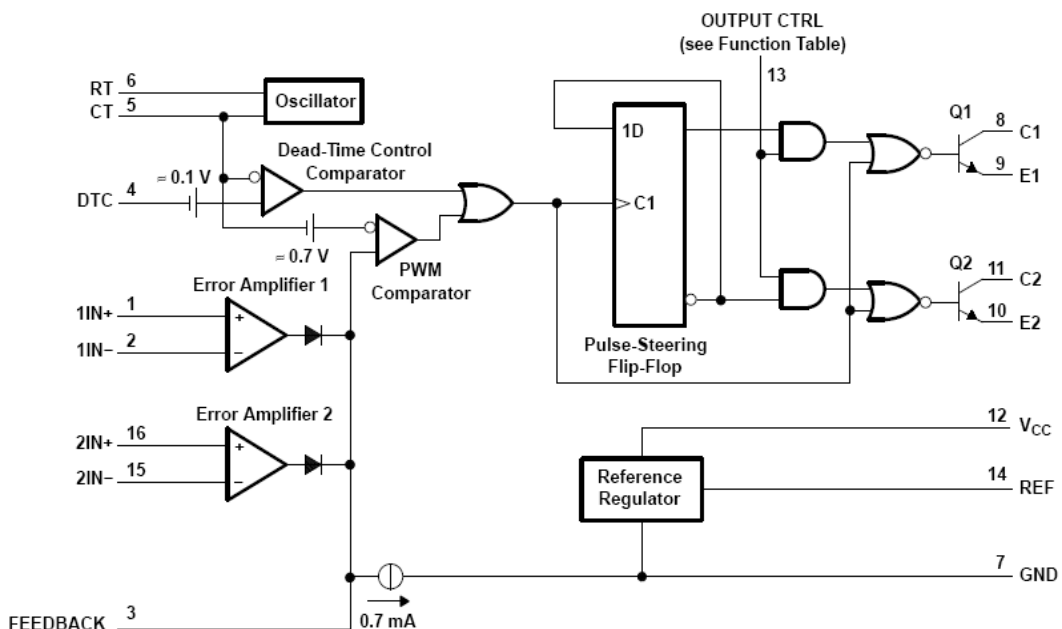 OUTPUT CTRL
(see Function Table)
13
6
RT
5
CT
Oscillator
Q1
8
C1
1D
Dead-Time Control
Comparator
9
E1
≈ 0.1 V
4
DTC
C1
≈ 0.7 V
PWM
Comparator
Q2
11
C2
Error Amplifier 1
1
1IN+
+
10
E2
2
1IN−
−
Pulse-Steering
Flip-Flop
Error Amplifier 2
12
VCC
16
2IN+
+
15
2IN−
−
Reference
Regulator
14
REF
7
GND
3
FEEDBACK
0.7 mA